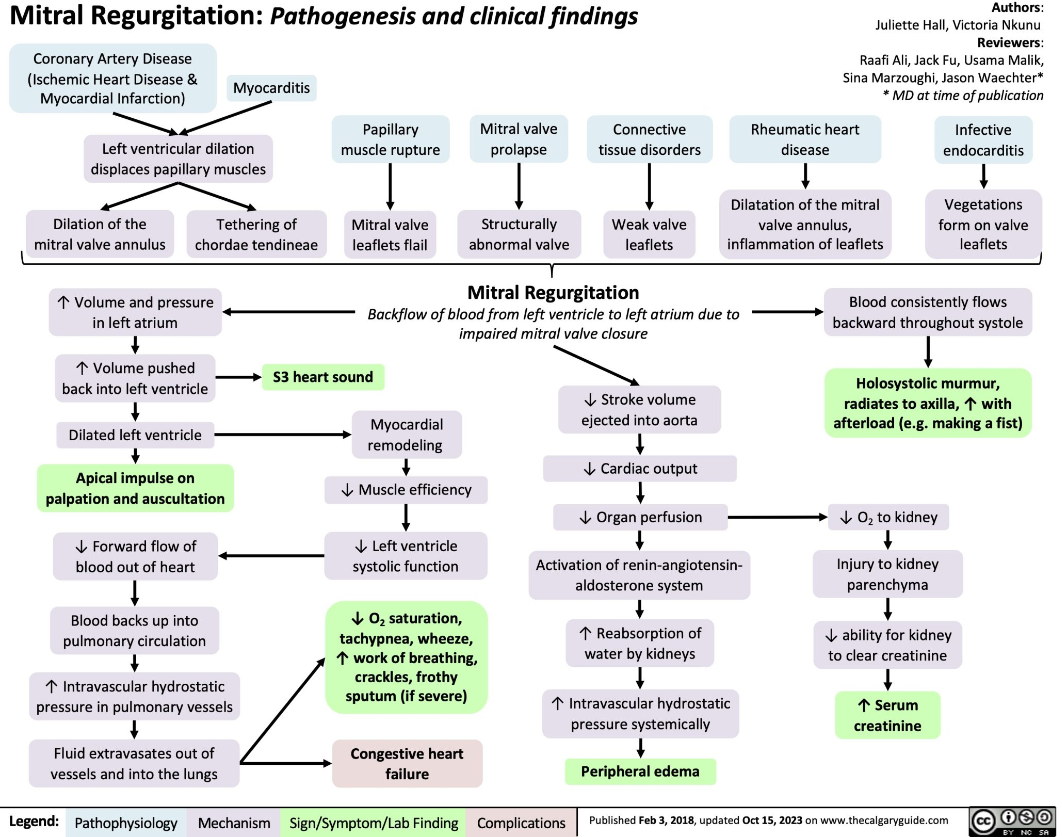 Mitral Regurgitation: Pathogenesis and clinical findings
Authors:
Juliette Hall, Victoria Nkunu
Reviewers:
Raafi Ali, Jack Fu, Usama Malik,
Sina Marzoughi, Jason Waechter*
* MD at time of publication
Coronary Artery Disease
(Ischemic Heart Disease &
Myocardial Infarction)
Myocarditis
Left ventricular dilation
displaces papillary muscles
Papillary
muscle rupture
Mitral valve
prolapse
Connective
tissue disorders
Rheumatic heart
disease
Infective
endocarditis
Dilation of the
mitral valve annulus
Tethering of
chordae tendineae
Mitral valve
leaflets flail
Structurally
abnormal valve
Weak valve
leaflets
Dilatation of the mitral
valve annulus,
inflammation of leaflets
Vegetations
form on valve
leaflets
Mitral Regurgitation
Backflow of blood from left ventricle to left atrium due to
impaired mitral valve closure
↑ Volume and pressure
in left atrium
↑ Volume pushed
back into left ventricle
S3 heart sound
Dilated left ventricle
Apical impulse on
palpation and auscultation
Myocardial
remodeling
↓ Muscle efficiency
↓ Left ventricle
systolic function
↓ Forward flow of
blood out of heart
Blood backs up into
pulmonary circulation
↑ Intravascular hydrostatic
pressure in pulmonary vessels
Fluid extravasates out of
vessels and into the lungs
↓ O₂ saturation,
tachypnea, wheeze,
↑ work of breathing,
crackles, frothy
sputum (if severe)
Congestive heart
failure
↓ Stroke volume
ejected into aorta
↓ Cardiac output
↓ Organ perfusion
Activation of renin-angiotensin-
aldosterone system
↑ Reabsorption of
water by kidneys
↑ Intravascular hydrostatic
pressure systemically
Peripheral edema
Blood consistently flows
backward throughout systole
Holosystolic murmur,
radiates to axilla, ↑ with
afterload (e.g. making a fist)
↓ O₂ to kidney
Injury to kidney
parenchyma
↓ ability for kidney
to clear creatinine
↑ Serum
creatinine
Legend: Pathophysiology Mechanism Sign/Symptom/Lab Finding Complications
Published Feb 3, 2018, updated Oct 15, 2023 on www.thecalgaryguide.com
CC BY NC SA